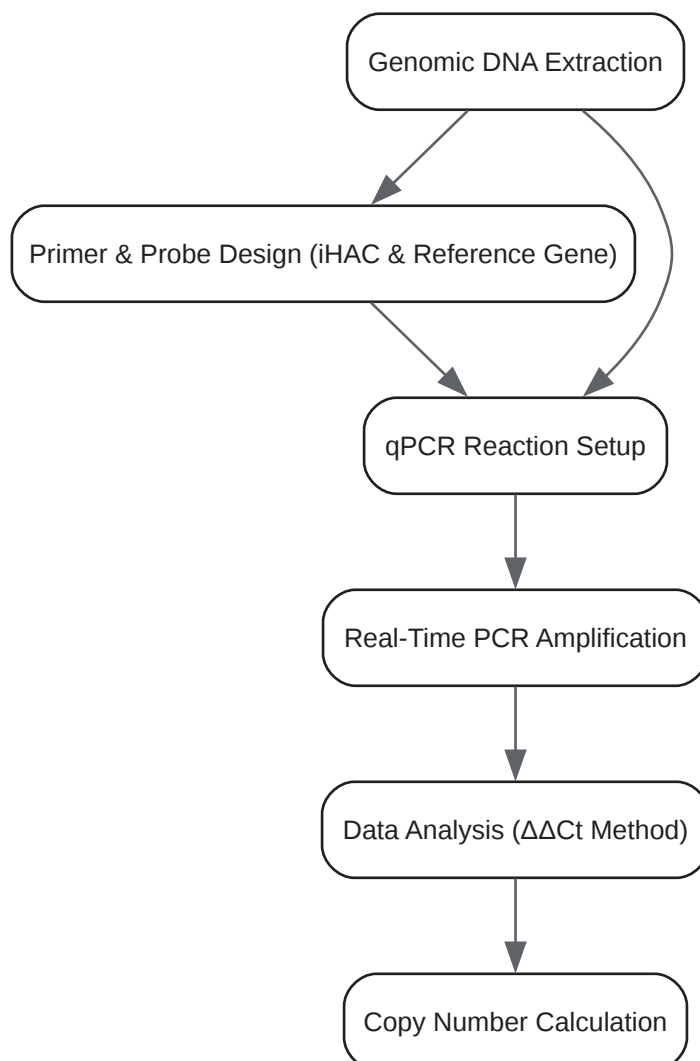 Genomic DNA Extraction
Primer & Probe Design (iHAC & Reference Gene)
qPCR Reaction Setup
Real-Time PCR Amplification
Data Analysis (ΔΔCt Method)
Copy Number Calculation